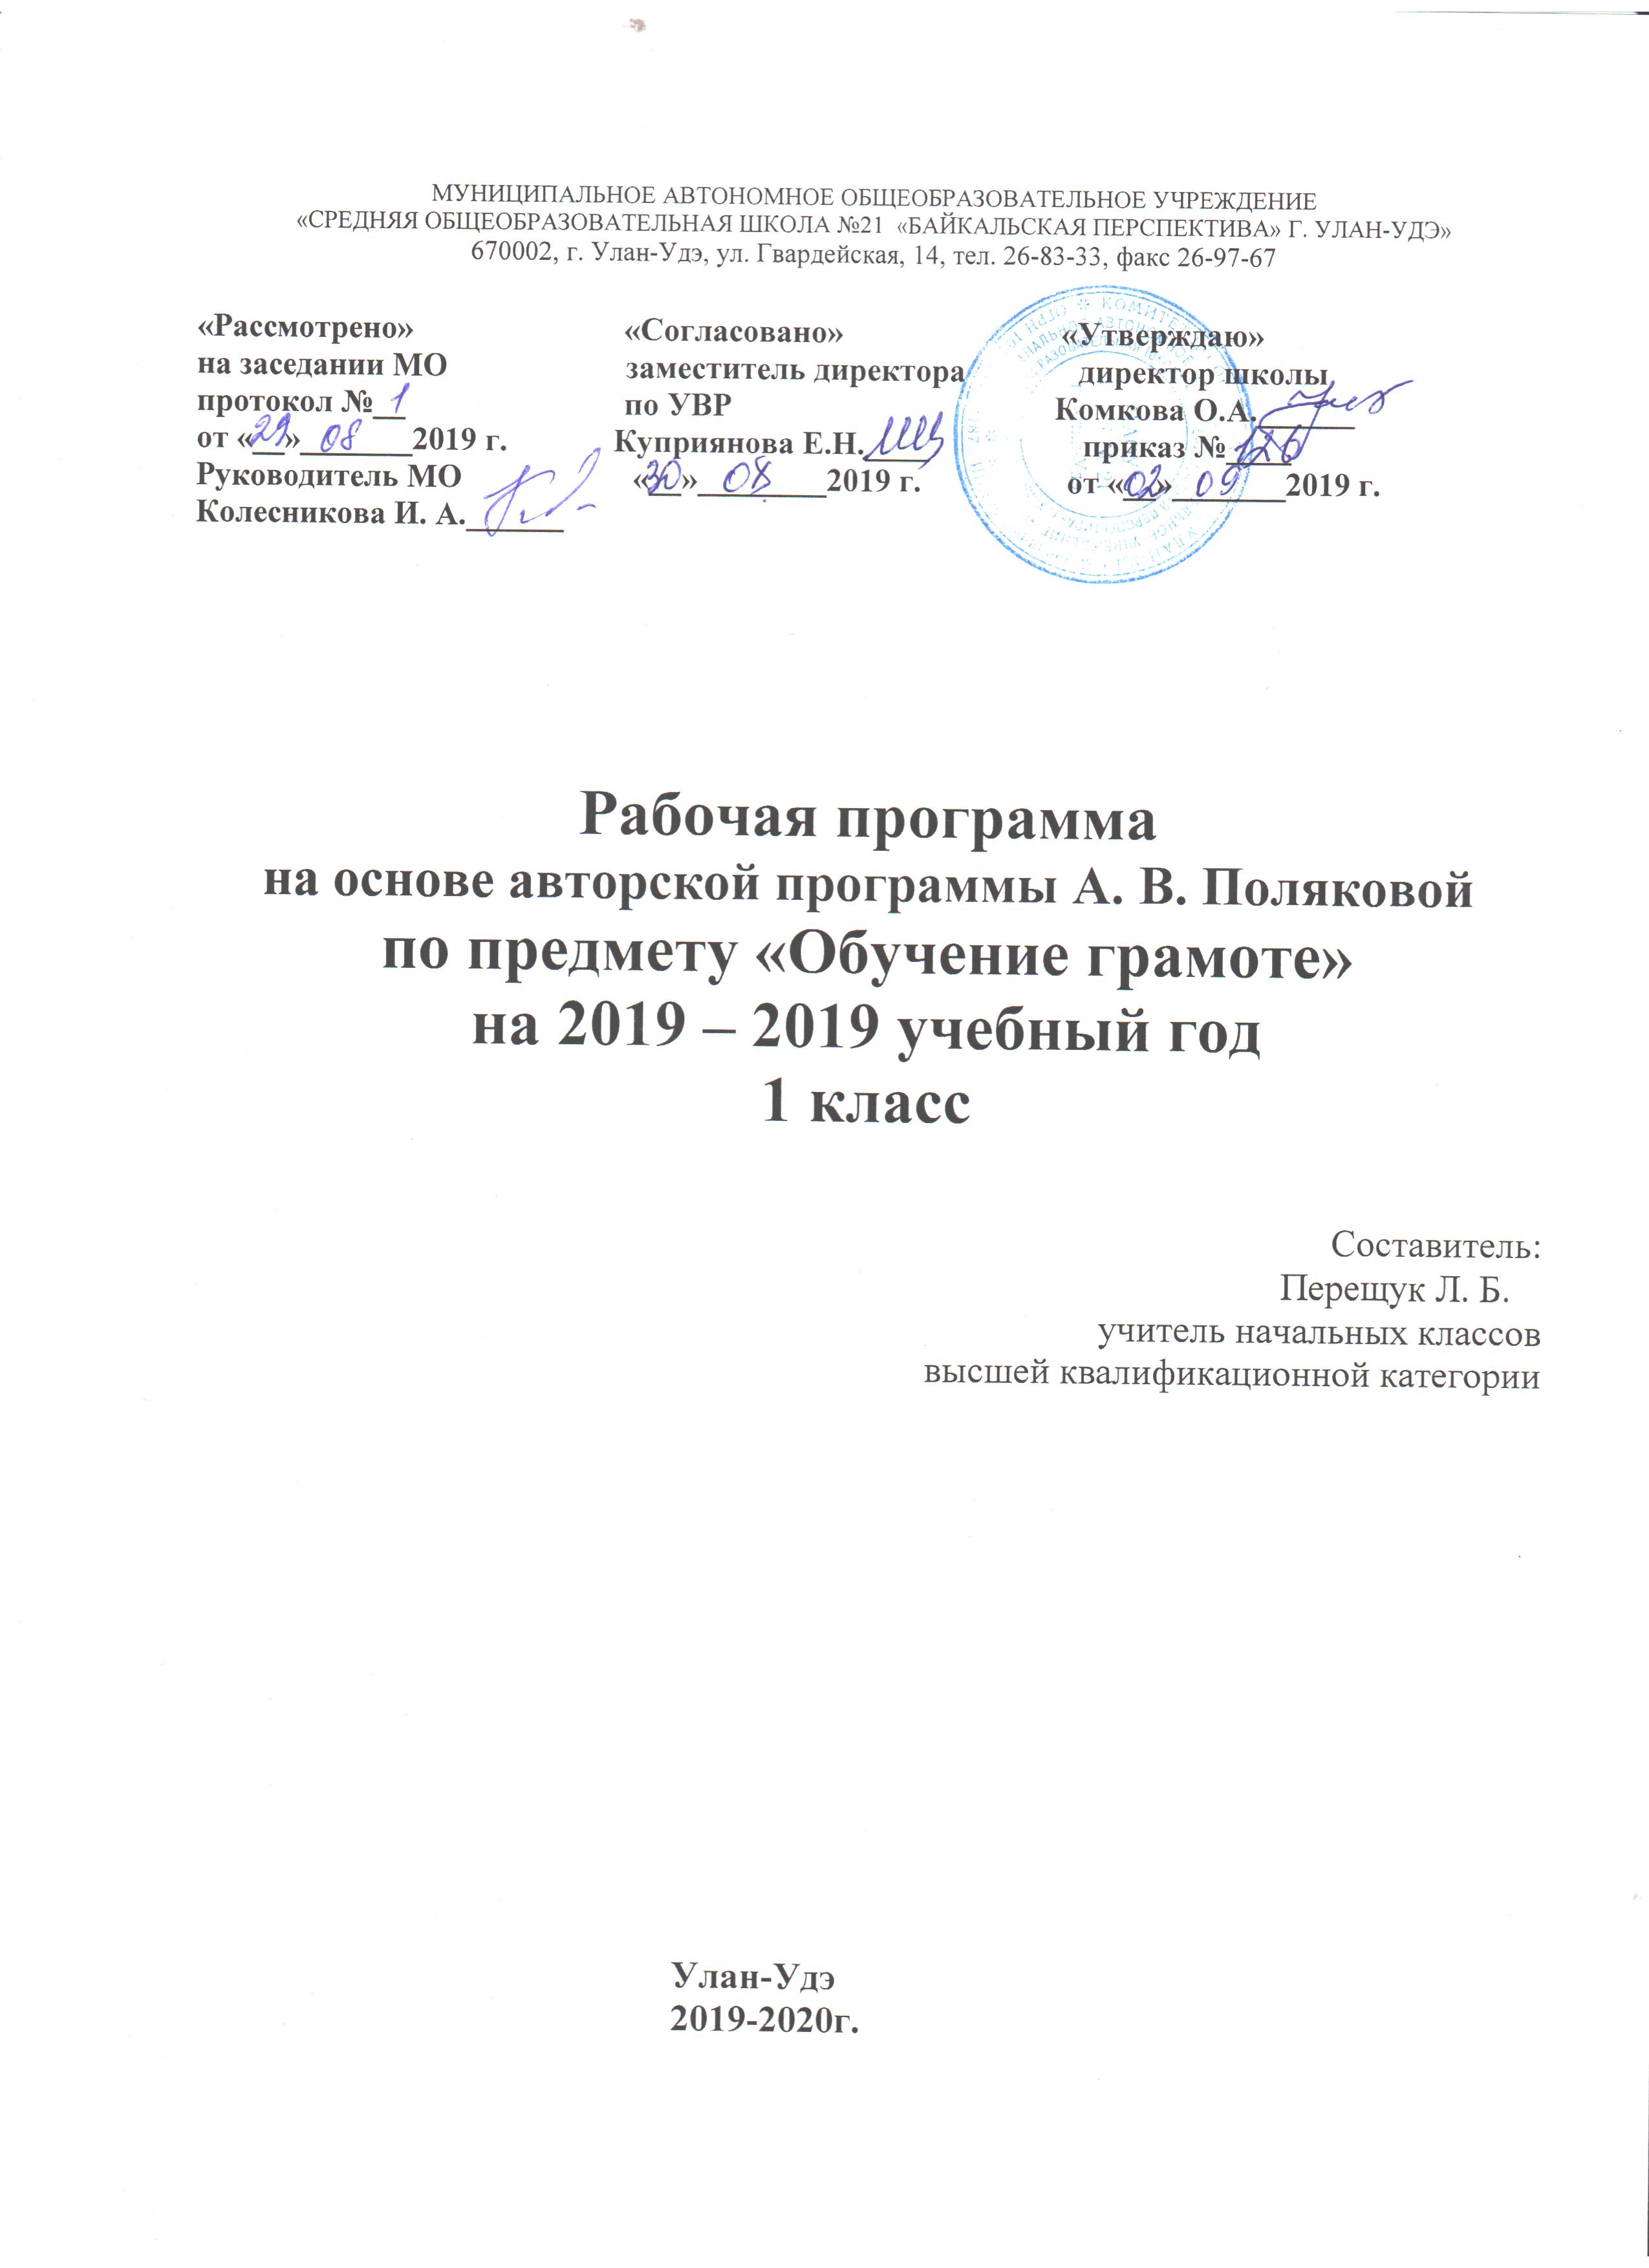 МУНИЦИПАЛЬНОЕ АВТОНОМНОЕ ОБЩЕОБРАЗОВАТЕЛЬНОЕ УЧРЕЖДЕНИЕ
«СРЕДНЯЯ ОБЩЕОБРАЗОВАТЕЛЬНАЯ ШКОЛА №21 «БАЙКАЛЬСКАЯ ПЕРСПЕКТИВА» Г. УЛАН-УДЭ»
670002, г. Улан-Удэ, ул. Гвардейская, 14, тел. 26-83-33, факс 26-97-67
«Рассмотрено»
на заседании МО
протокол № 1
от «29» 08 2019 г.
Руководитель МО
Колесникова И. А.
«Согласовано»
заместитель директора
по УВР
Куприянова Е.Н.
«30» 08 2019 г.
«Утверждаю»
директор школы
Комкова О.А.
приказ № 126
от «02» 09 2019 г.
Рабочая программа
на основе авторской программы А. В. Поляковой
по предмету «Обучение грамоте»
на 2019 – 2019 учебный год
1 класс
Составитель:
Перещук Л. Б.
учитель начальных классов
высшей квалификационной категории
Улан-Удэ
2019-2020г.